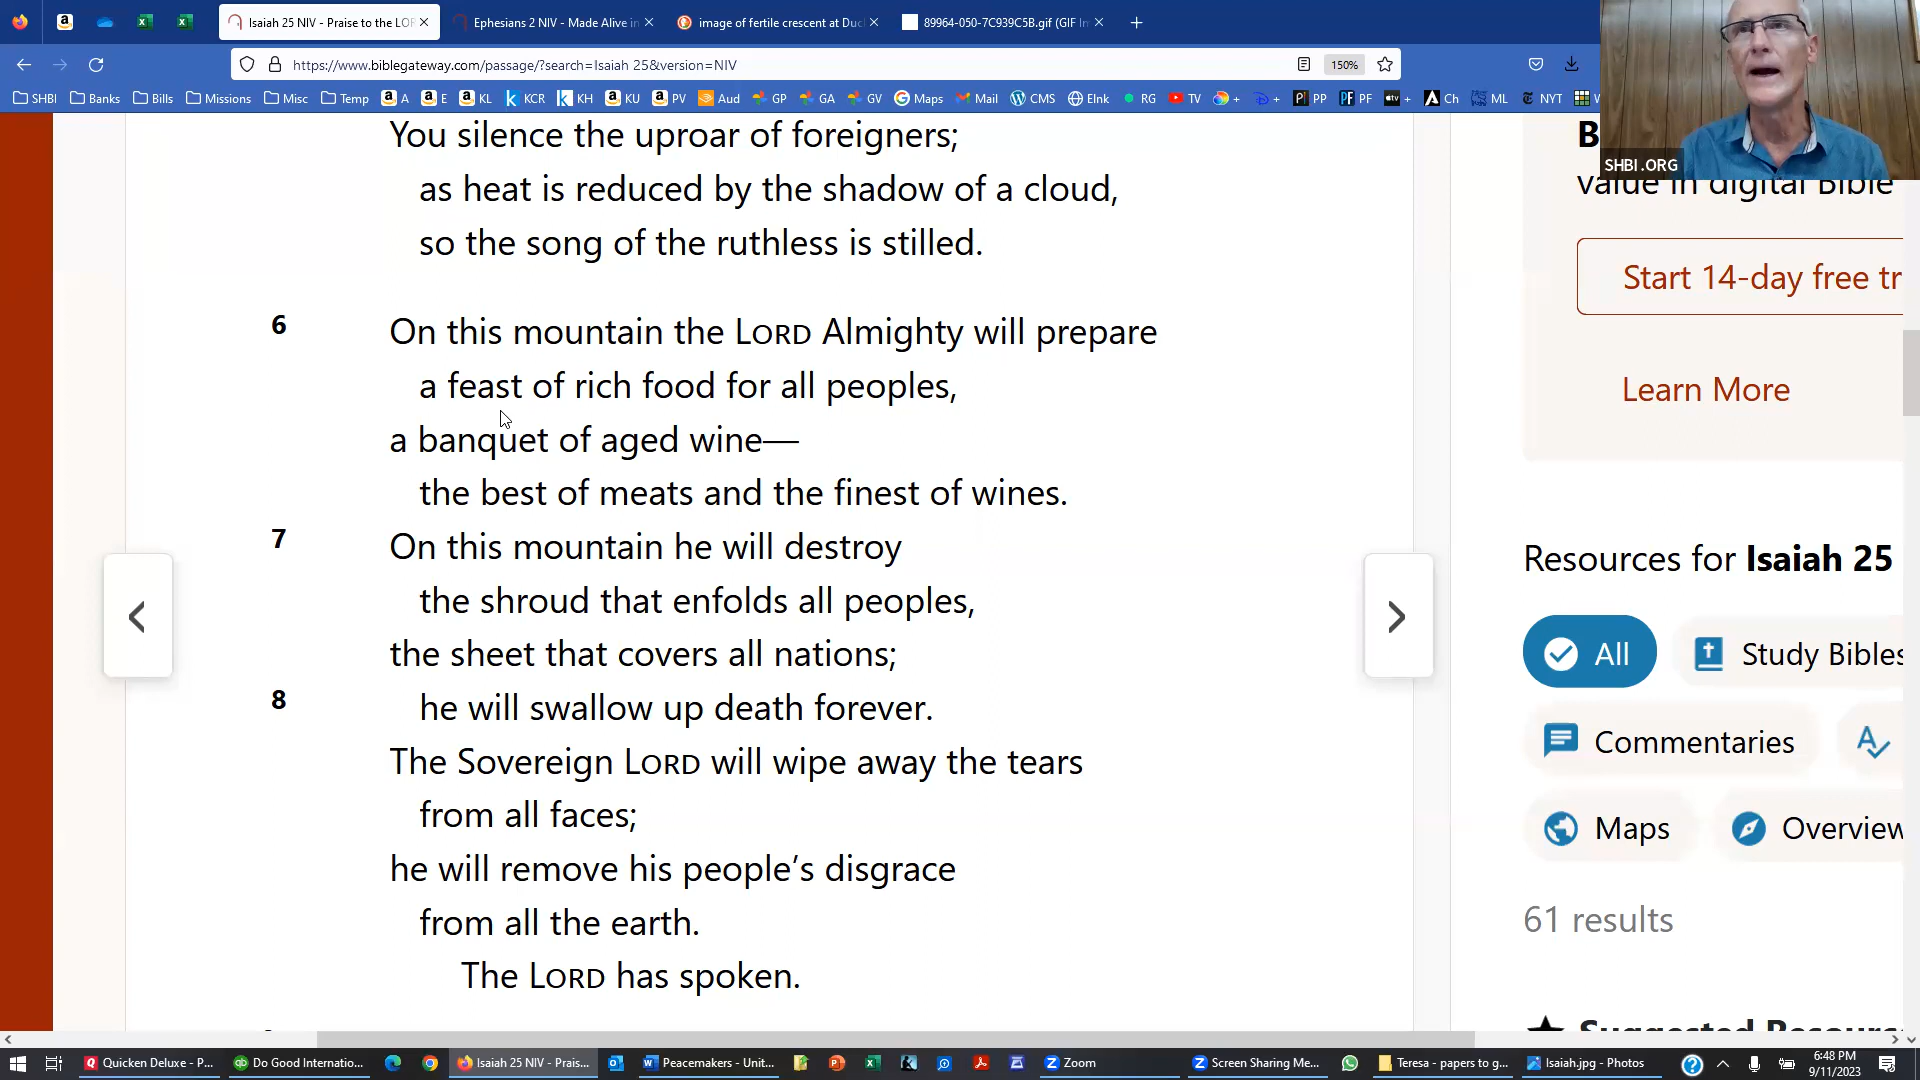 Isaiah 25 NIV - Praise to the LOR
Ephesians 2 NIV - Made Alive in
image of fertile crescent at Duc
89964-050-7C939C5B.gif (GIF Im
https://www.biblegateway.com/passage/?search=Isaiah 25&version=NIV
150%
SHBI Banks Bills Missions Misc Temp A E KL KCR KH KU PV Aud GP GA GV Maps Mail CMS EInk RG TV + + PP PF + Ch ML NYT
SHBI.ORG
You silence the uproar of foreigners;
as heat is reduced by the shadow of a cloud,
so the song of the ruthless is stilled.
6 On this mountain the LORD Almighty will prepare
a feast of rich food for all peoples,
a banquet of aged wine—
the best of meats and the finest of wines.
7 On this mountain he will destroy
the shroud that enfolds all peoples,
the sheet that covers all nations;
8 he will swallow up death forever.
The Sovereign LORD will wipe away the tears
from all faces;
he will remove his people's disgrace
from all the earth.
The LORD has spoken.
value in digital Bible
Start 14-day free tr
Learn More
Resources for Isaiah 25
All
Study Bibles
Commentaries
Maps
Overview
61 results
Suggested Resour
Quicken Deluxe - P...
Do Good Internatio...
Isaiah 25 NIV - Prais...
Peacemakers - Unit...
Zoom
Screen Sharing Me...
Teresa - papers to g...
Isaiah.jpg - Photos
6:48 PM
9/11/2023